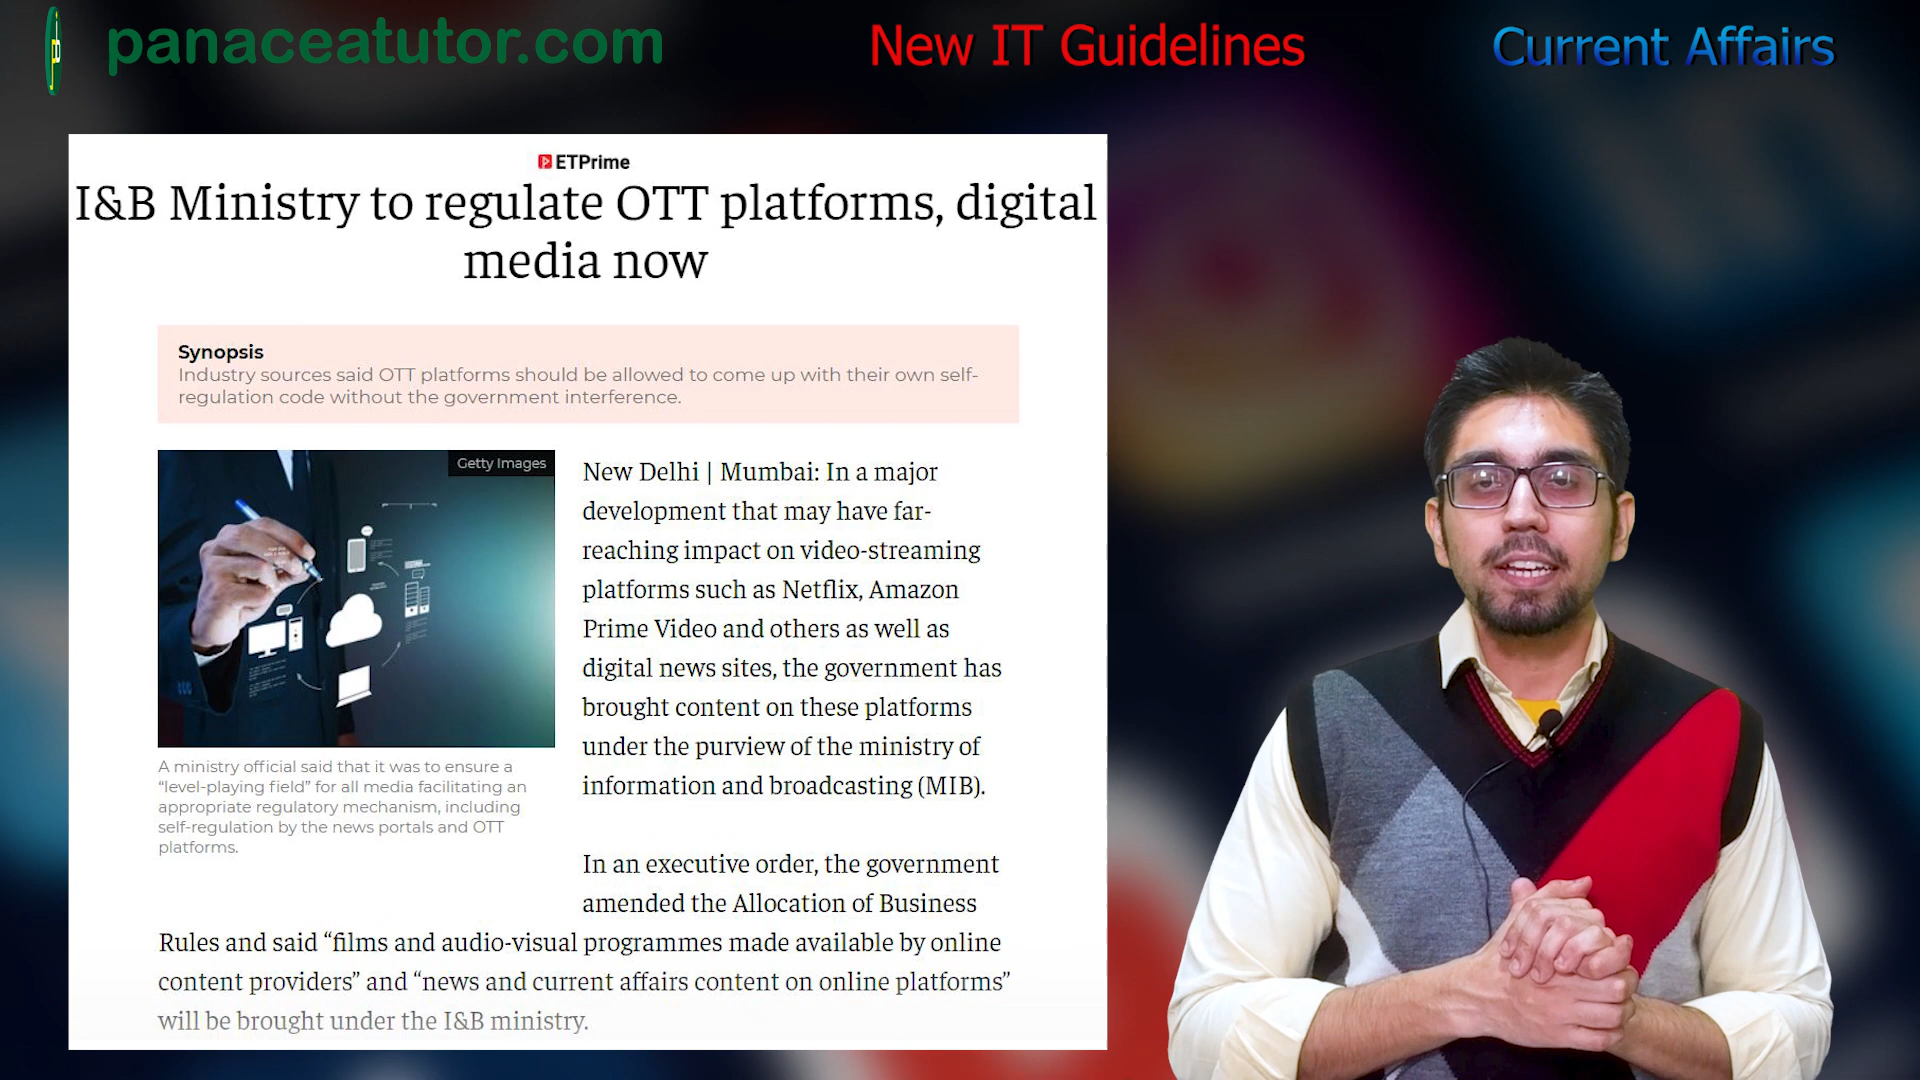 panaceatutor.com
New IT Guidelines
Current Affairs
ETPrime
I&B Ministry to regulate OTT platforms, digital
media now
Synopsis
Industry sources said OTT platforms should be allowed to come up with their own self-
regulation code without the government interference.
Getty Images
A ministry official said that it was to ensure a
“level-playing field” for all media facilitating an
appropriate regulatory mechanism, including
self-regulation by the news portals and OTT
platforms.
New Delhi | Mumbai: In a major
development that may have far-
reaching impact on video-streaming
platforms such as Netflix, Amazon
Prime Video and others as well as
digital news sites, the government has
brought content on these platforms
under the purview of the ministry of
information and broadcasting (MIB).
In an executive order, the government
amended the Allocation of Business
Rules and said “films and audio-visual programmes made available by online
content providers” and “news and current affairs content on online platforms”
will be brought under the I&B ministry.